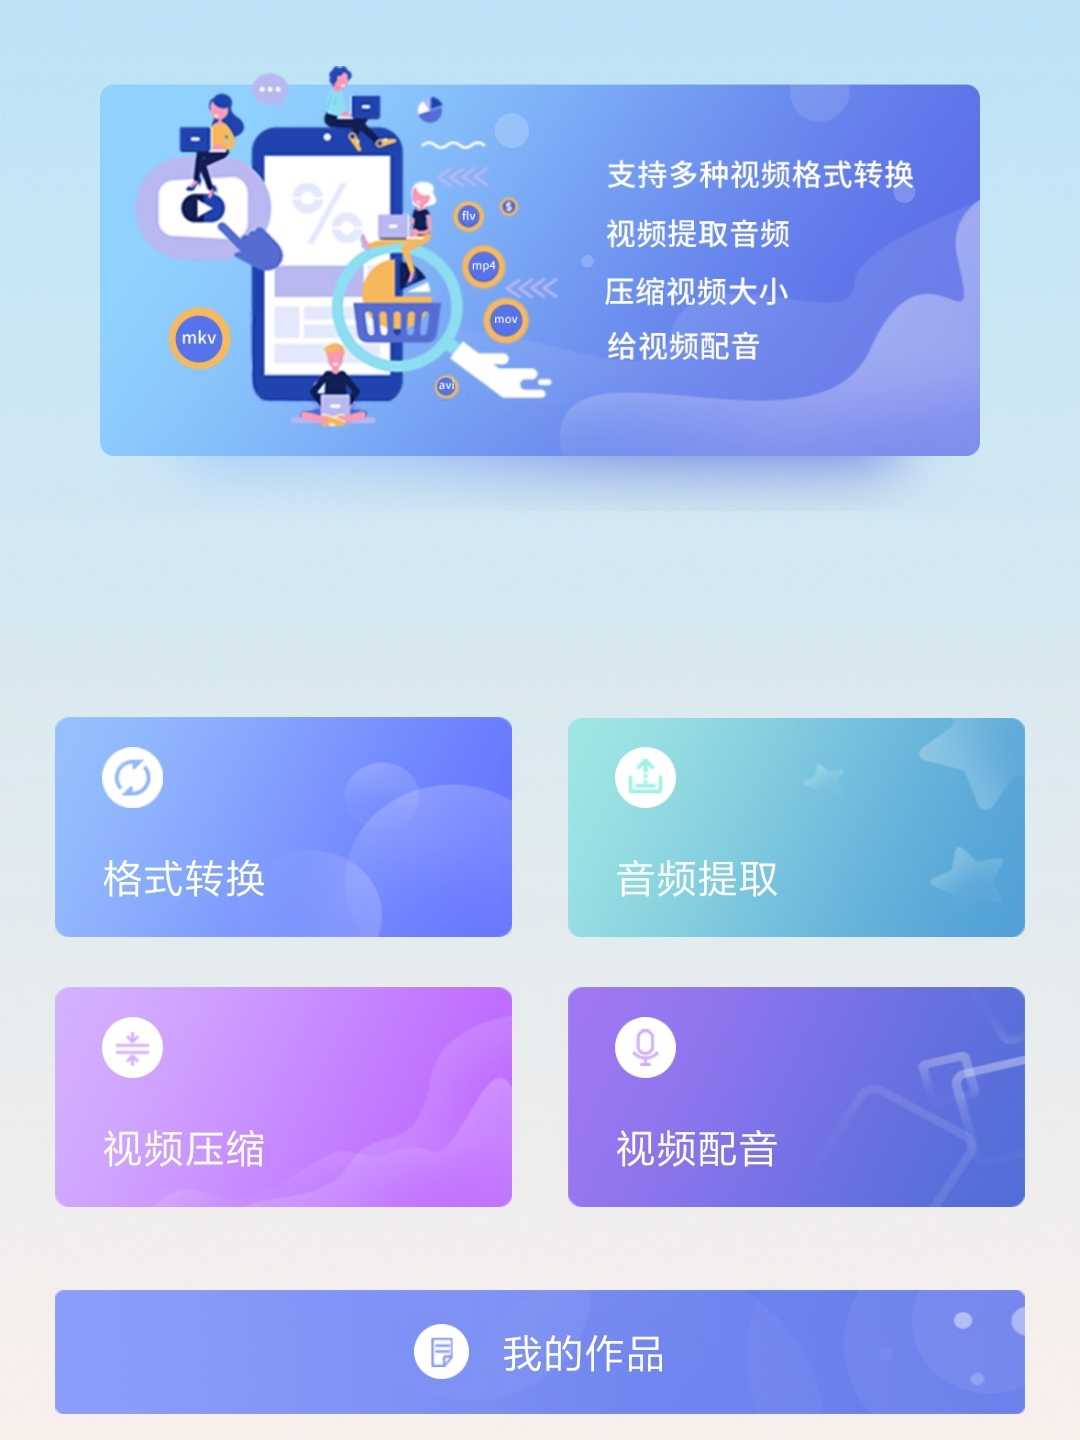 支持多种视频格式转换
视频提取音频
压缩视频大小
给视频配音
flv
$
mp4
mov
mkv
avi
%
格式转换
音频提取
视频压缩
视频配音
我的作品